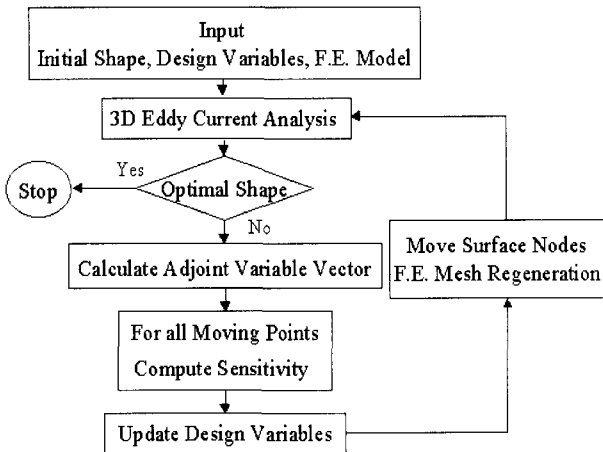 Input
Initial Shape, Design Variables, F.E. Model
3D Eddy Current Analysis
Yes
Stop
Optimal Shape
No
Calculate Adjoint Variable Vector
Move Surface Nodes
F.E. Mesh Regeneration
For all Moving Points
Compute Sensitivity
Update Design Variables